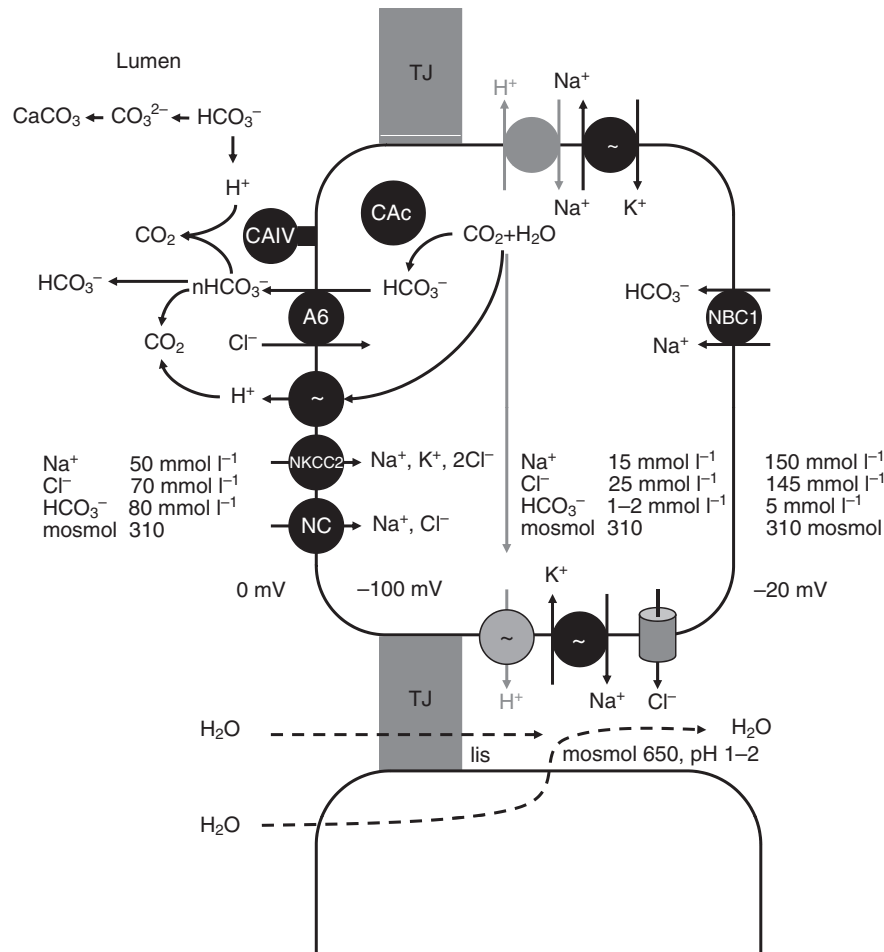 Lumen
TJ
H⁺
Na⁺
CaCO₃ CO₃²⁻ HCO₃⁻
H⁺
Na⁺
~
K⁺
CO₂
CAIV
CAc
CO₂+H₂O
HCO₃⁻
nHCO₃⁻
HCO₃⁻
HCO₃⁻
A6
NBC1
CO₂
Cl⁻
Na⁺
H⁺
~
NKCC2
Na⁺, K⁺, 2Cl⁻
NC
Na⁺, Cl⁻
Na⁺ 50 mmol l⁻¹
Cl⁻ 70 mmol l⁻¹
HCO₃⁻ 80 mmol l⁻¹
mosmol 310
Na⁺ 15 mmol l⁻¹ 150 mmol l⁻¹
Cl⁻ 25 mmol l⁻¹ 145 mmol l⁻¹
HCO₃⁻ 1–2 mmol l⁻¹ 5 mmol l⁻¹
mosmol 310 310 mosmol
0 mV
–100 mV
–20 mV
K⁺
~
~
H⁺
Na⁺
Cl⁻
TJ
H₂O
H₂O
lis
mosmol 650, pH 1–2
H₂O